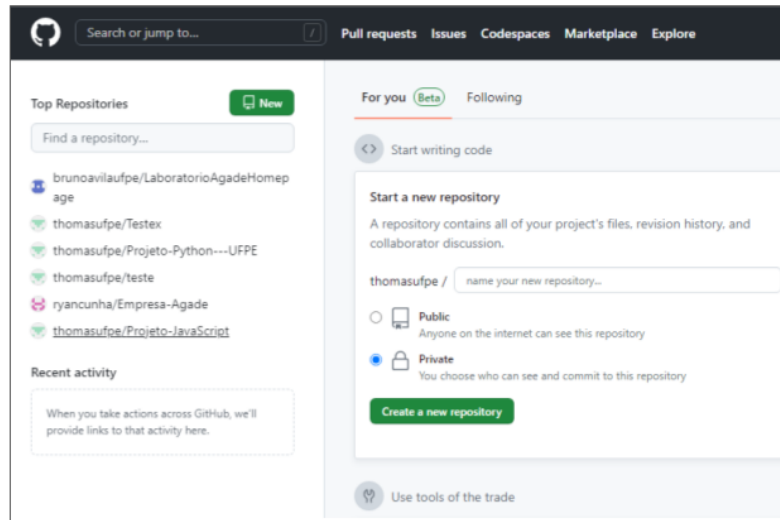 Search or jump to...
/
Pull requests Issues Codespaces Marketplace Explore
Top Repositories
New
Find a repository...
brunoavilaufpe/LaboratorioAgadeHomep
age
thomasufpe/Testex
thomasufpe/Projeto-Python---UFPE
thomasufpe/teste
ryancunha/Empresa-Agade
thomasufpe/Projeto-JavaScript
Recent activity
When you take actions across GitHub, we'll
provide links to that activity here.
For you Beta Following
Start writing code
Start a new repository
A repository contains all of your project's files, revision history, and
collaborator discussion.
thomasufpe / name your new repository...
Public
Anyone on the internet can see this repository
Private
You choose who can see and commit to this repository
Create a new repository
Use tools of the trade